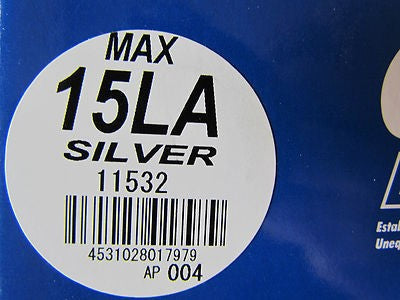 MAX
15LA
SILVER
11532
4531028017979
AP 004